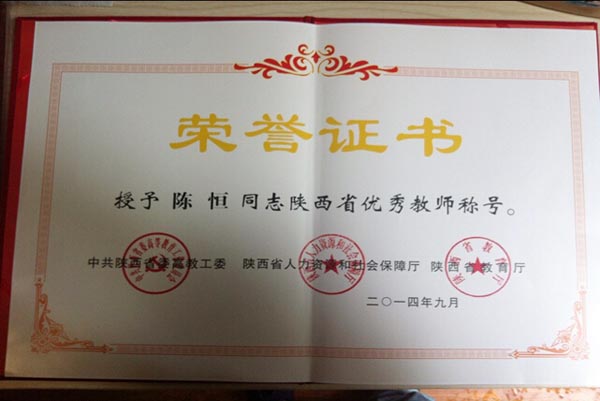 荣誉证书
授予 陈恒 同志陕西省优秀教师称号。
中共陕西省委高教工委 陕西省人力资源和社会保障厅 陕西省教育厅
二〇一四年九月